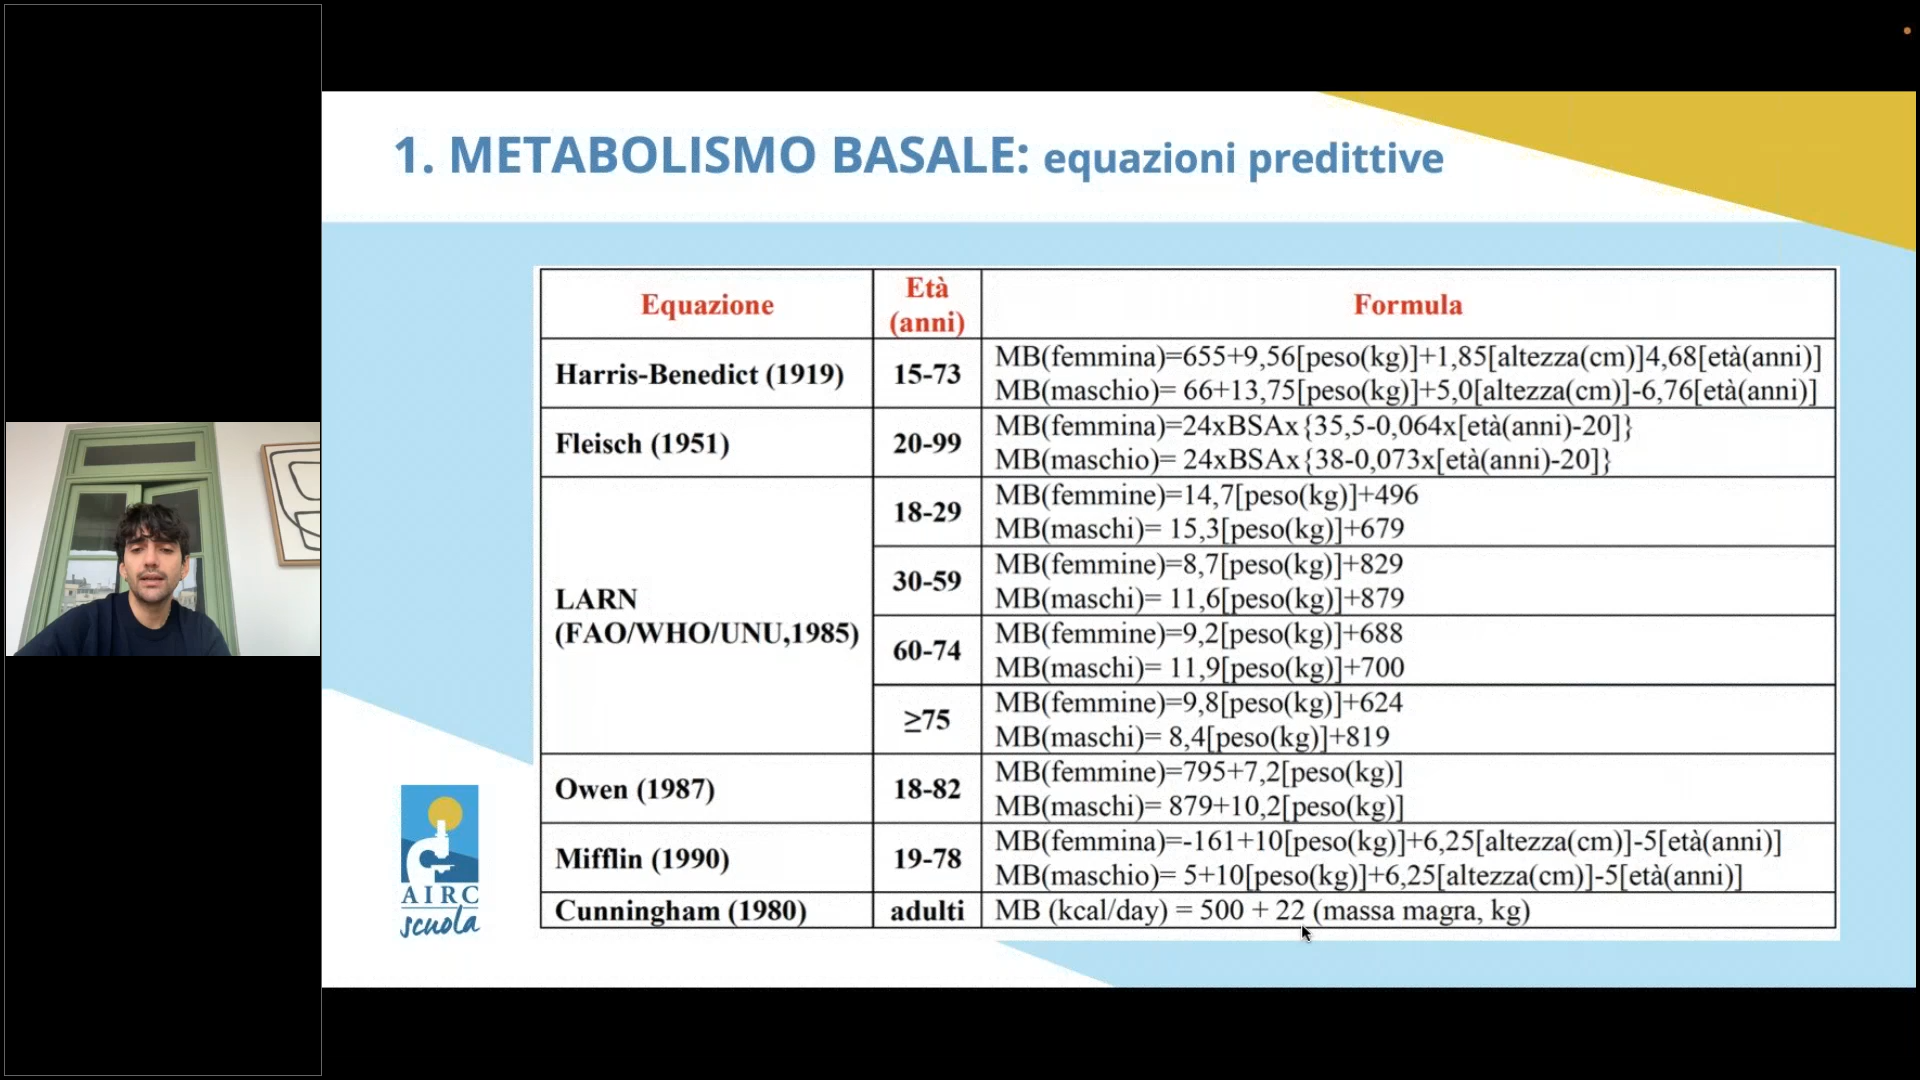 1. METABOLISMO BASALE: equazioni predittive
Equazione
Età
(anni)
Formula
Harris-Benedict (1919)
15-73
MB(femmina)=655+9,56[peso(kg)]+1,85[altezza(cm)]4,68[età(anni)]
MB(maschio)= 66+13,75[peso(kg)]+5,0[altezza(cm)]-6,76[età(anni)]
Fleisch (1951)
20-99
MB(femmina)=24xBSAx{35,5-0,064x[età(anni)-20]}
MB(maschio)= 24xBSAx{38-0,073x[età(anni)-20]}
LARN
(FAO/WHO/UNU,1985)
18-29
MB(femmine)=14,7[peso(kg)]+496
MB(maschi)= 15,3[peso(kg)]+679
30-59
MB(femmine)=8,7[peso(kg)]+829
MB(maschi)= 11,6[peso(kg)]+879
60-74
MB(femmine)=9,2[peso(kg)]+688
MB(maschi)= 11,9[peso(kg)]+700
≥75
MB(femmine)=9,8[peso(kg)]+624
MB(maschi)= 8,4[peso(kg)]+819
Owen (1987)
18-82
MB(femmine)=795+7,2[peso(kg)]
MB(maschi)= 879+10,2[peso(kg)]
Mifflin (1990)
19-78
MB(femmina)=-161+10[peso(kg)]+6,25[altezza(cm)]-5[età(anni)]
MB(maschio)= 5+10[peso(kg)]+6,25[altezza(cm)]-5[età(anni)]
Cunningham (1980)
adulti
MB (kcal/day) = 500 + 22 (massa magra, kg)
AIRC
scuola